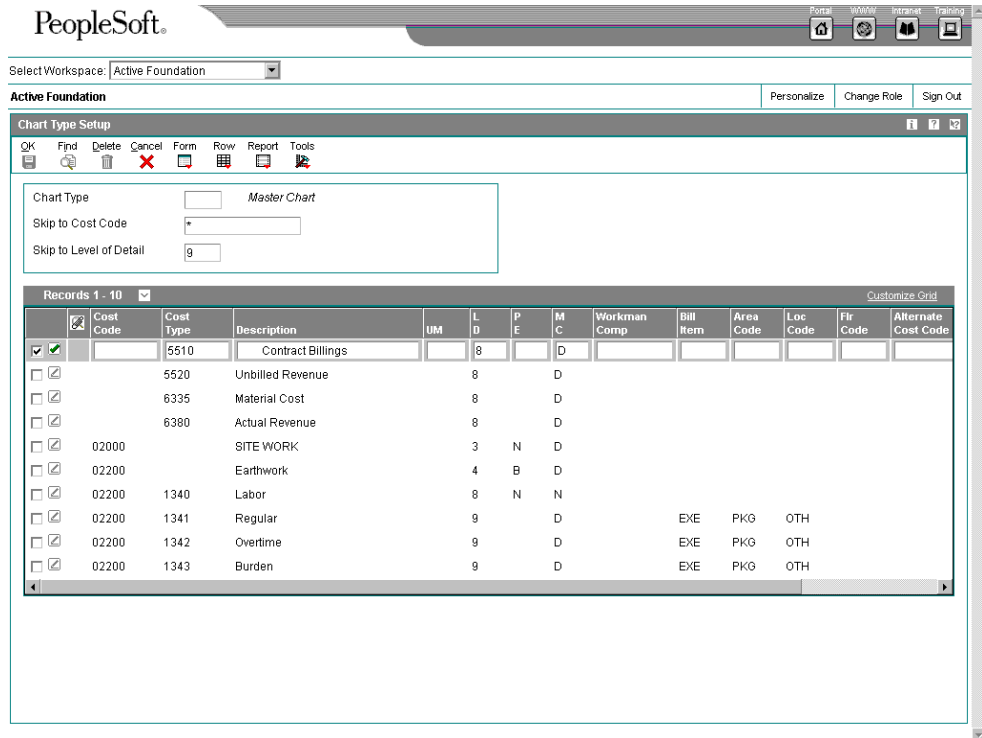 Portal WWW Intranet Training
PeopleSoft®
Select Workspace: Active Foundation
Active Foundation Personalize Change Role Sign Out
Chart Type Setup
OK Find Delete Cancel Form Row Report Tools
Chart Type Master Chart
Skip to Cost Code *
Skip to Level of Detail 9
Records 1 - 10 Customize Grid
Cost Code Cost Type Description UM L D P E M C Workman Comp Bill Item Area Code Loc Code Flr Code Alternate Cost Code
5510 Contract Billings 8 D
5520 Unbilled Revenue 8 D
6335 Material Cost 8 D
6380 Actual Revenue 8 D
02000 SITE WORK 3 N D
02200 Earthwork 4 B D
02200 1340 Labor 8 N N
02200 1341 Regular 9 D EXE PKG OTH
02200 1342 Overtime 9 D EXE PKG OTH
02200 1343 Burden 9 D EXE PKG OTH